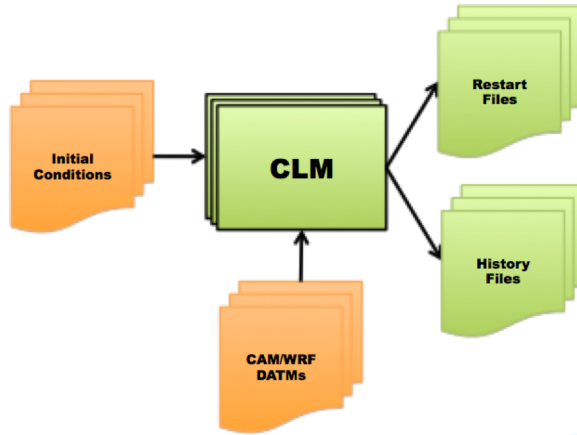 Restart
Files
Initial
Conditions
CLM
History
Files
CAM/WRF
DATMs